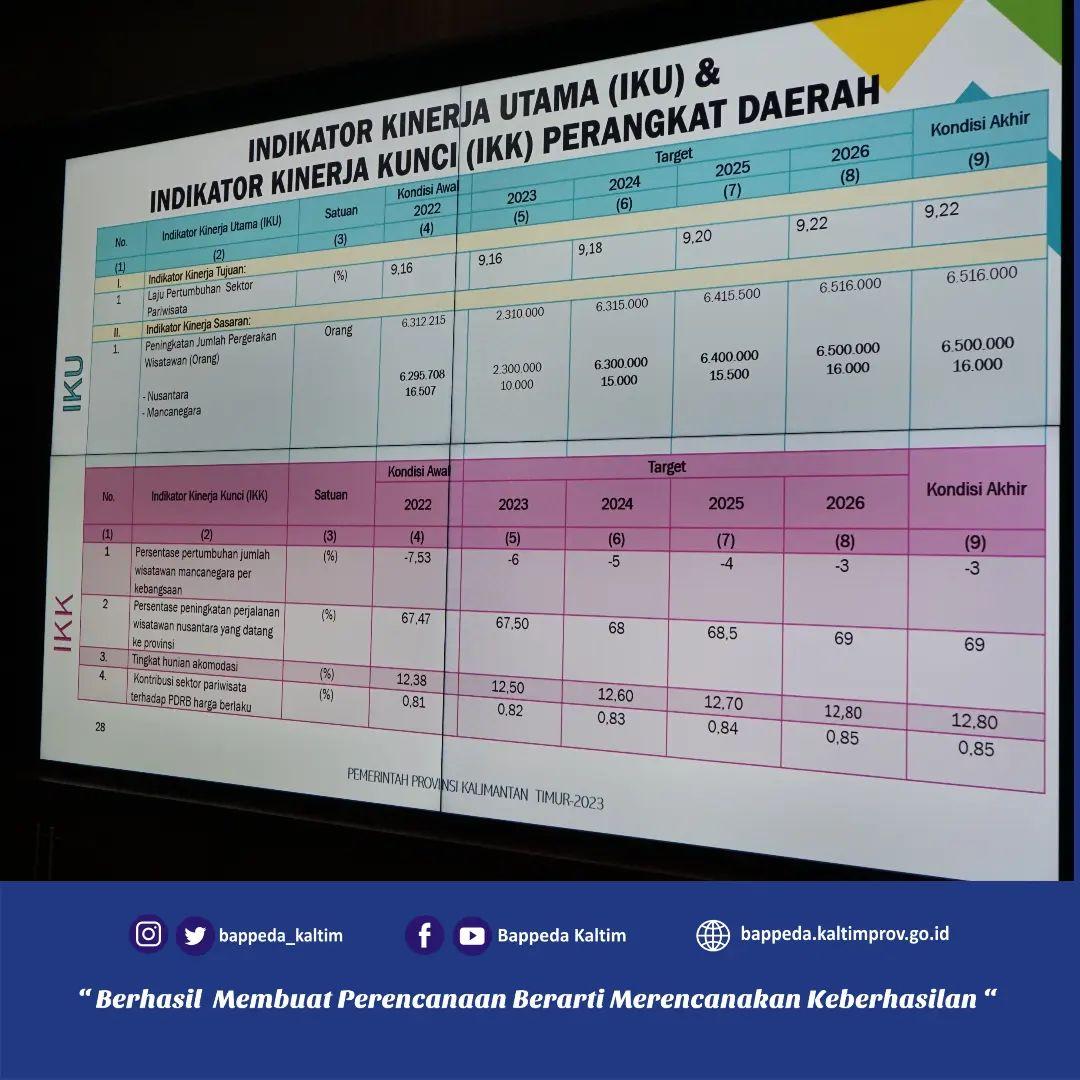 INDIKATOR KINERJA UTAMA (IKU) &
INDIKATOR KINERJA KUNCI (IKK) PERANGKAT DAERAH
No. Indikator Kinerja Utama (IKU) Satuan Kondisi Awal Target Kondisi Akhir
2022 2023 2024 2025 2026
(1) (2) (3) (4) (5) (6) (7) (8) (9)
I. Indikator Kinerja Tujuan:
1 Laju Pertumbuhan Sektor (%) 9,16 9,16 9,18 9,20 9,22 9,22
Pariwisata
II. Indikator Kinerja Sasaran:
1. Peningkatan Jumlah Pergerakan Orang 6.312.215 2.310.000 6.315.000 6.415.500 6.516.000 6.516.000
Wisatawan (Orang)
- Nusantara 6.295.708 2.300.000 6.300.000 6.400.000 6.500.000 6.500.000
- Mancanegara 16.507 10.000 15.000 15.500 16.000 16.000
IKU
No. Indikator Kinerja Kunci (IKK) Satuan Kondisi Awal Target Kondisi Akhir
2022 2023 2024 2025 2026
(1) (2) (3) (4) (5) (6) (7) (8) (9)
1 Persentase pertumbuhan jumlah (%) -7,53 -6 -5 -4 -3 -3
wisatawan mancanegara per
kebangsaan
2 Persentase peningkatan perjalanan (%) 67,47 67,50 68 68,5 69 69
wisatawan nusantara yang datang
ke provinsi
3. Tingkat hunian akomodasi (%) 12,38 12,50 12,60 12,70 12,80 12,80
4. Kontribusi sektor pariwisata (%) 0,81 0,82 0,83 0,84 0,85 0,85
terhadap PDRB harga berlaku
IKK
28
PEMERINTAH PROVINSI KALIMANTAN TIMUR-2023
bappeda_kaltim Bappeda Kaltim bappeda.kaltimprov.go.id
“ Berhasil Membuat Perencanaan Berarti Merencanakan Keberhasilan “